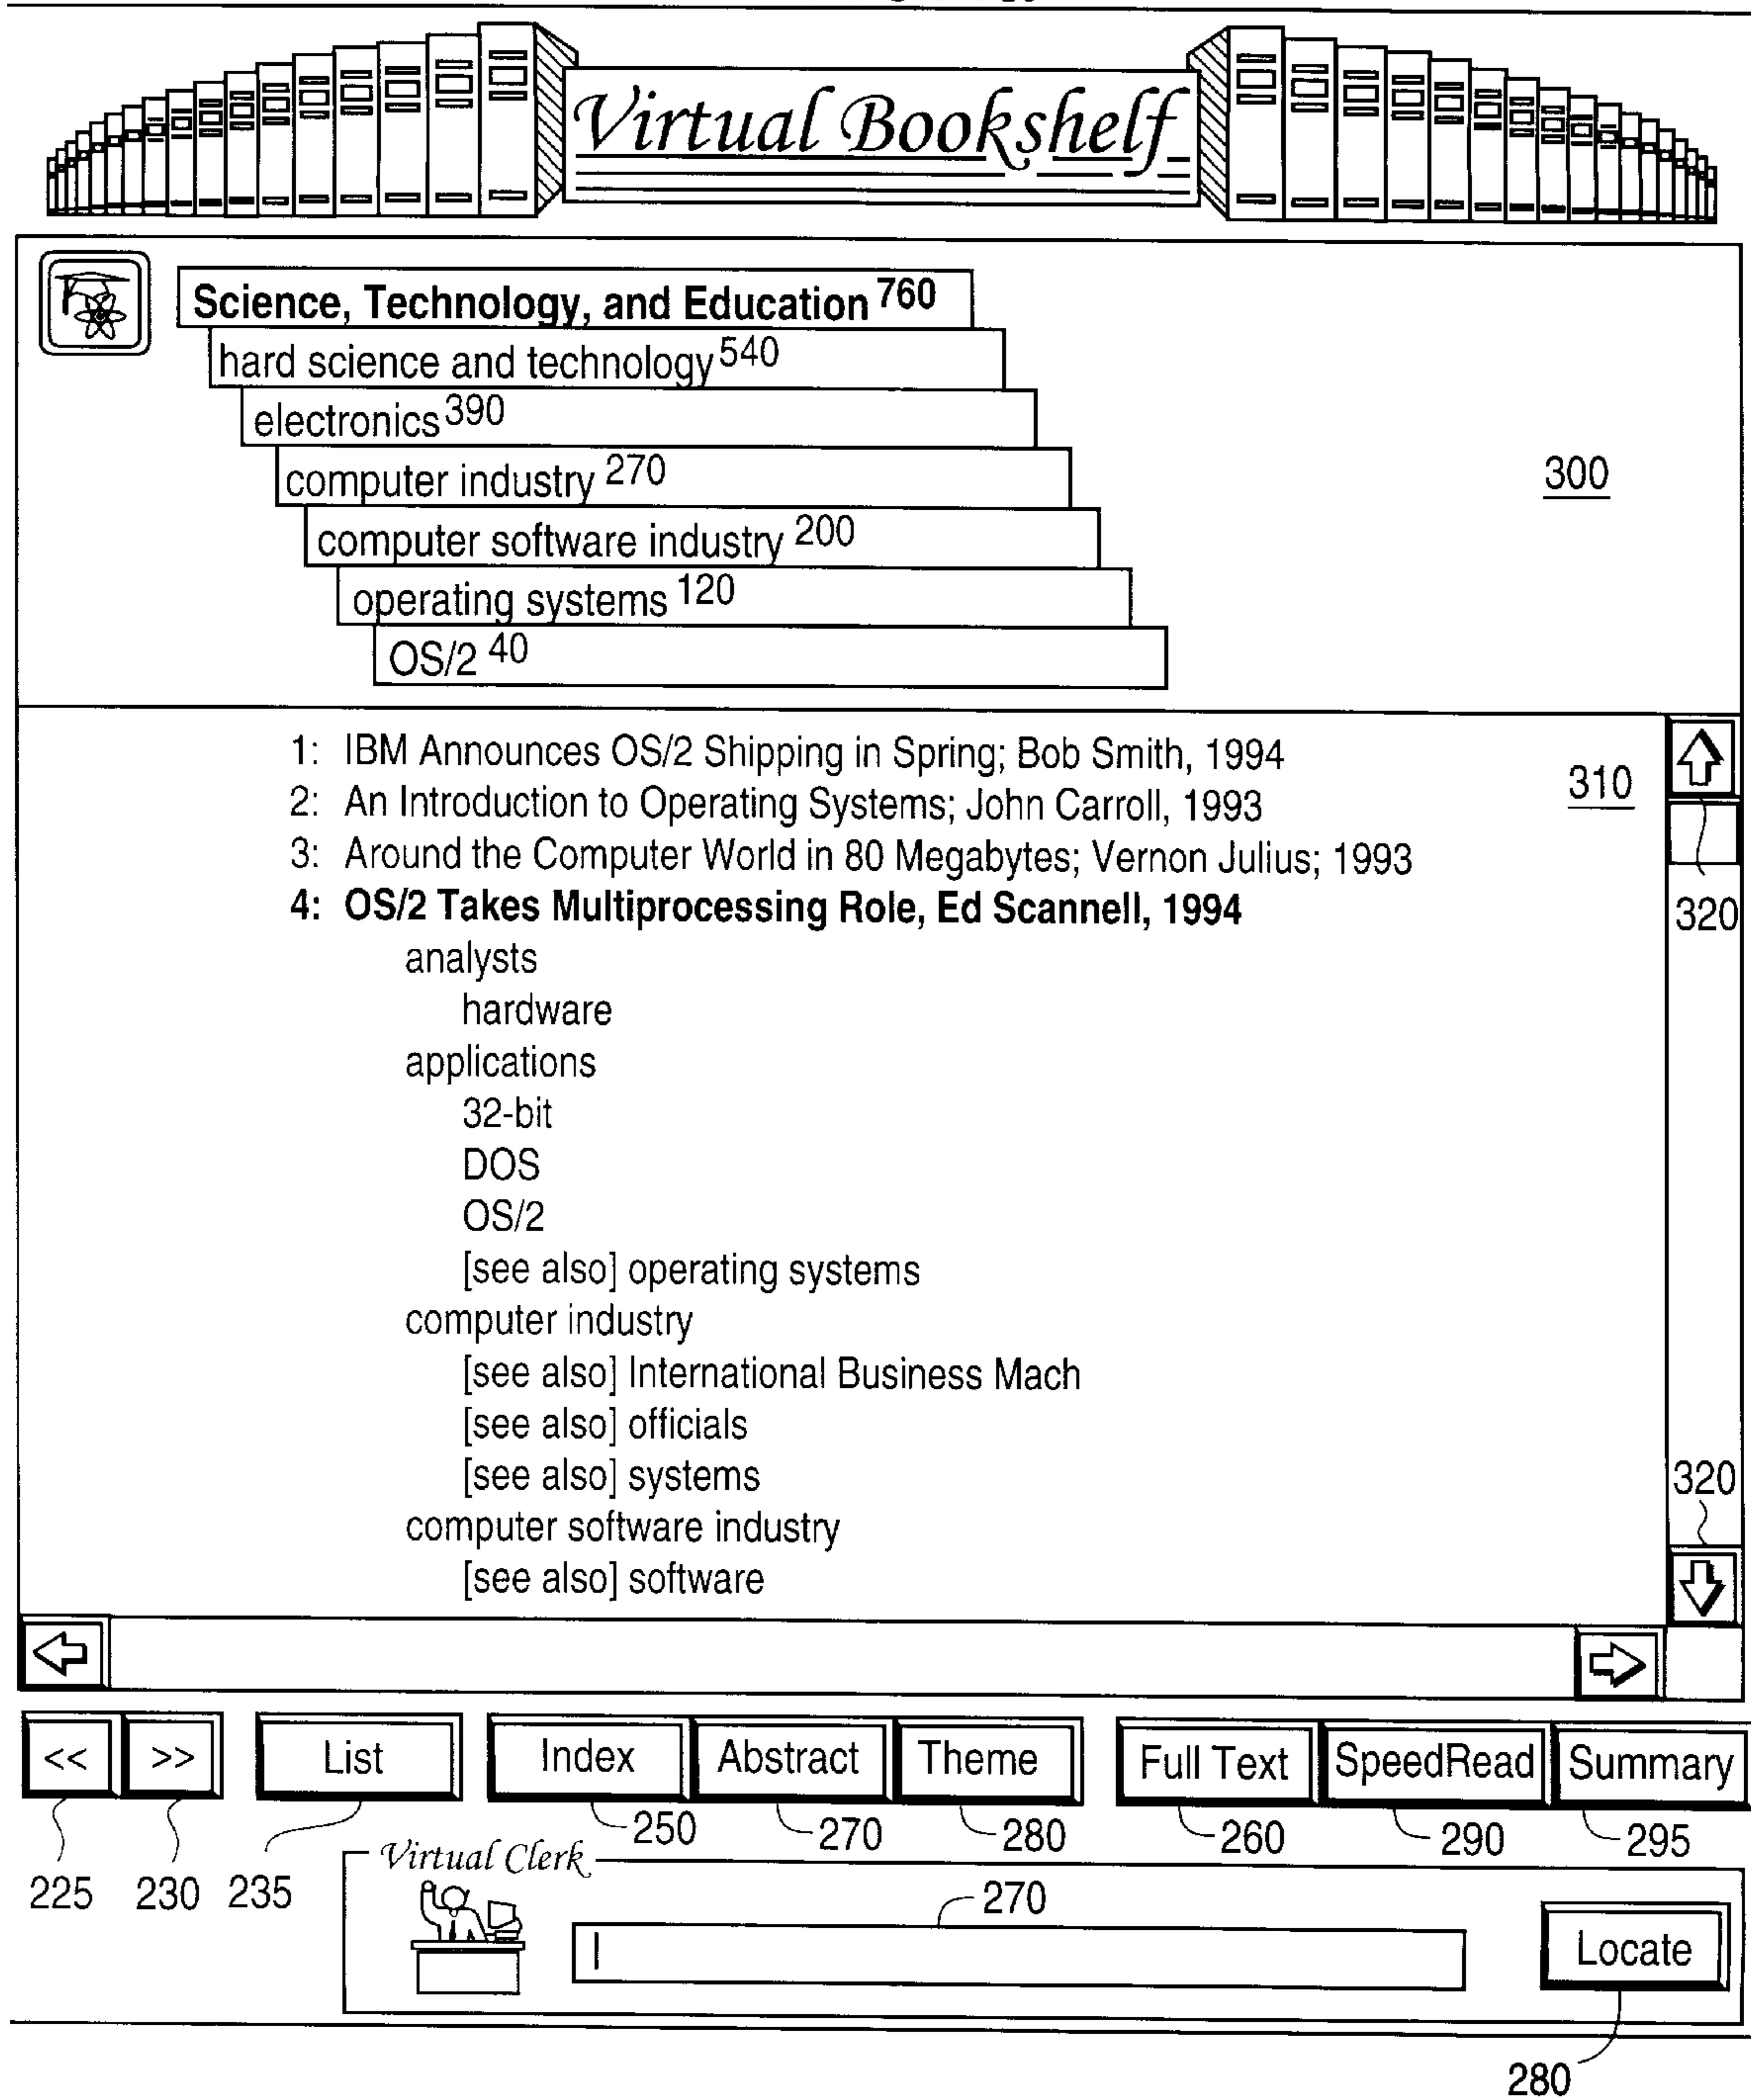 Virtual Bookshelf
Science, Technology, and Education 760
hard science and technology 540
electronics 390
computer industry 270
300
computer software industry 200
operating systems 120
OS/2 40
1: IBM Announces OS/2 Shipping in Spring; Bob Smith, 1994
310
2: An Introduction to Operating Systems; John Carroll, 1993
3: Around the Computer World in 80 Megabytes; Vernon Julius; 1993
4: OS/2 Takes Multiprocessing Role, Ed Scannell, 1994
320
analysts
hardware
applications
32-bit
DOS
OS/2
[see also] operating systems
computer industry
[see also] International Business Mach
[see also] officials
[see also] systems
320
computer software industry
[see also] software
<< >> List Index Abstract Theme Full Text SpeedRead Summary
250 270 280 260 290 295
Virtual Clerk
225 230 235
270
Locate
280